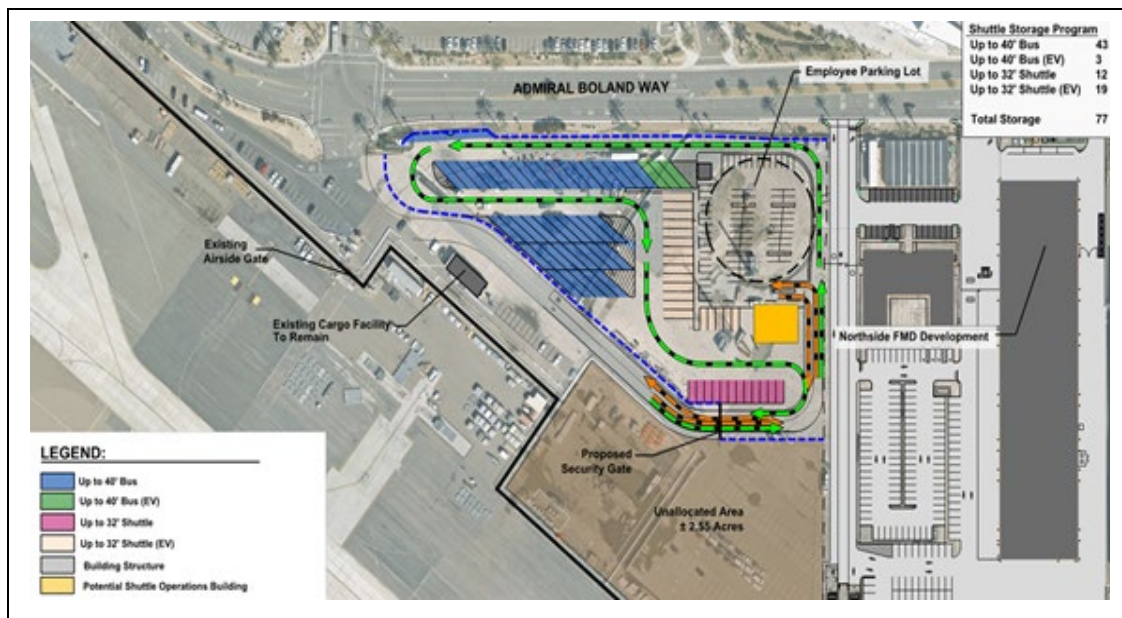 Shuttle Storage Program
Up to 40' Bus 43
Up to 40' Bus (EV) 3
Up to 32' Shuttle 12
Up to 32' Shuttle (EV) 19
Total Storage 77
Employee Parking Lot
ADMIRAL BOLAND WAY
Existing
Airside Gate
Existing Cargo Facility
To Remain
Northside FMD Development
Proposed
Security Gate
Unallocated Area
± 2.55 Acres
LEGEND:
Up to 40' Bus
Up to 40' Bus (EV)
Up to 32' Shuttle
Up to 32' Shuttle (EV)
Building Structure
Potential Shuttle Operations Building